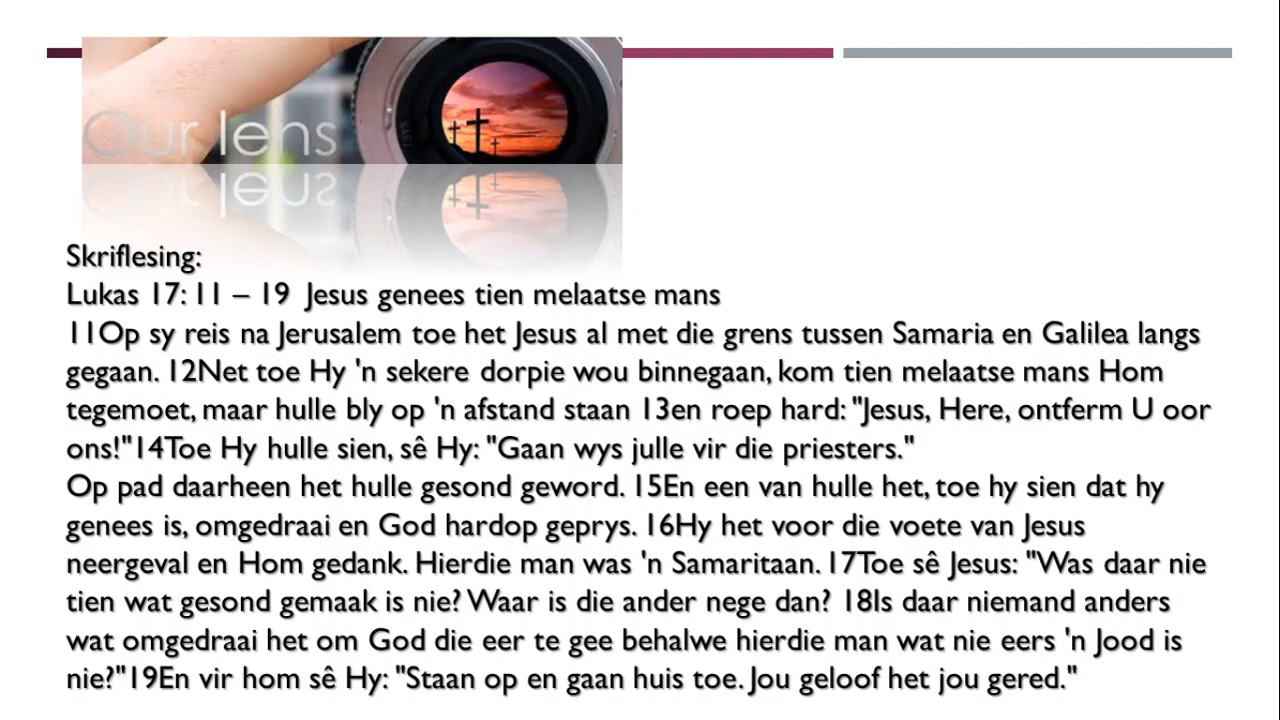 Our lens
Skriflesing:
Lukas 17: 11 – 19 Jesus genees tien melaatse mans
11Op sy reis na Jerusalem toe het Jesus al met die grens tussen Samaria en Galilea langs
gegaan. 12Net toe Hy 'n sekere dorpie wou binnegaan, kom tien melaatse mans Hom
tegemoet, maar hulle bly op 'n afstand staan 13en roep hard: "Jesus, Here, ontferm U oor
ons!"14Toe Hy hulle sien, sê Hy: "Gaan wys julle vir die priesters."
Op pad daarheen het hulle gesond geword. 15En een van hulle het, toe hy sien dat hy
genees is, omgedraai en God hardop geprys. 16Hy het voor die voete van Jesus
neergeval en Hom gedank. Hierdie man was 'n Samaritaan. 17Toe sê Jesus: "Was daar nie
tien wat gesond gemaak is nie? Waar is die ander nege dan? 18Is daar niemand anders
wat omgedraai het om God die eer te gee behalwe hierdie man wat nie eers 'n Jood is
nie?"19En vir hom sê Hy: "Staan op en gaan huis toe. Jou geloof het jou gered."